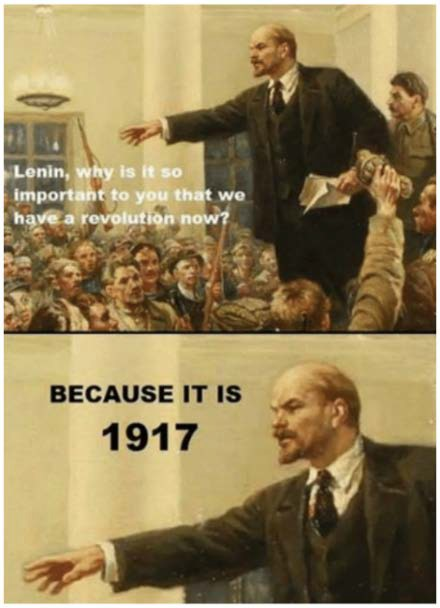 Lenin, why is it so
important to you that we
have a revolution now?
BECAUSE IT IS
1917